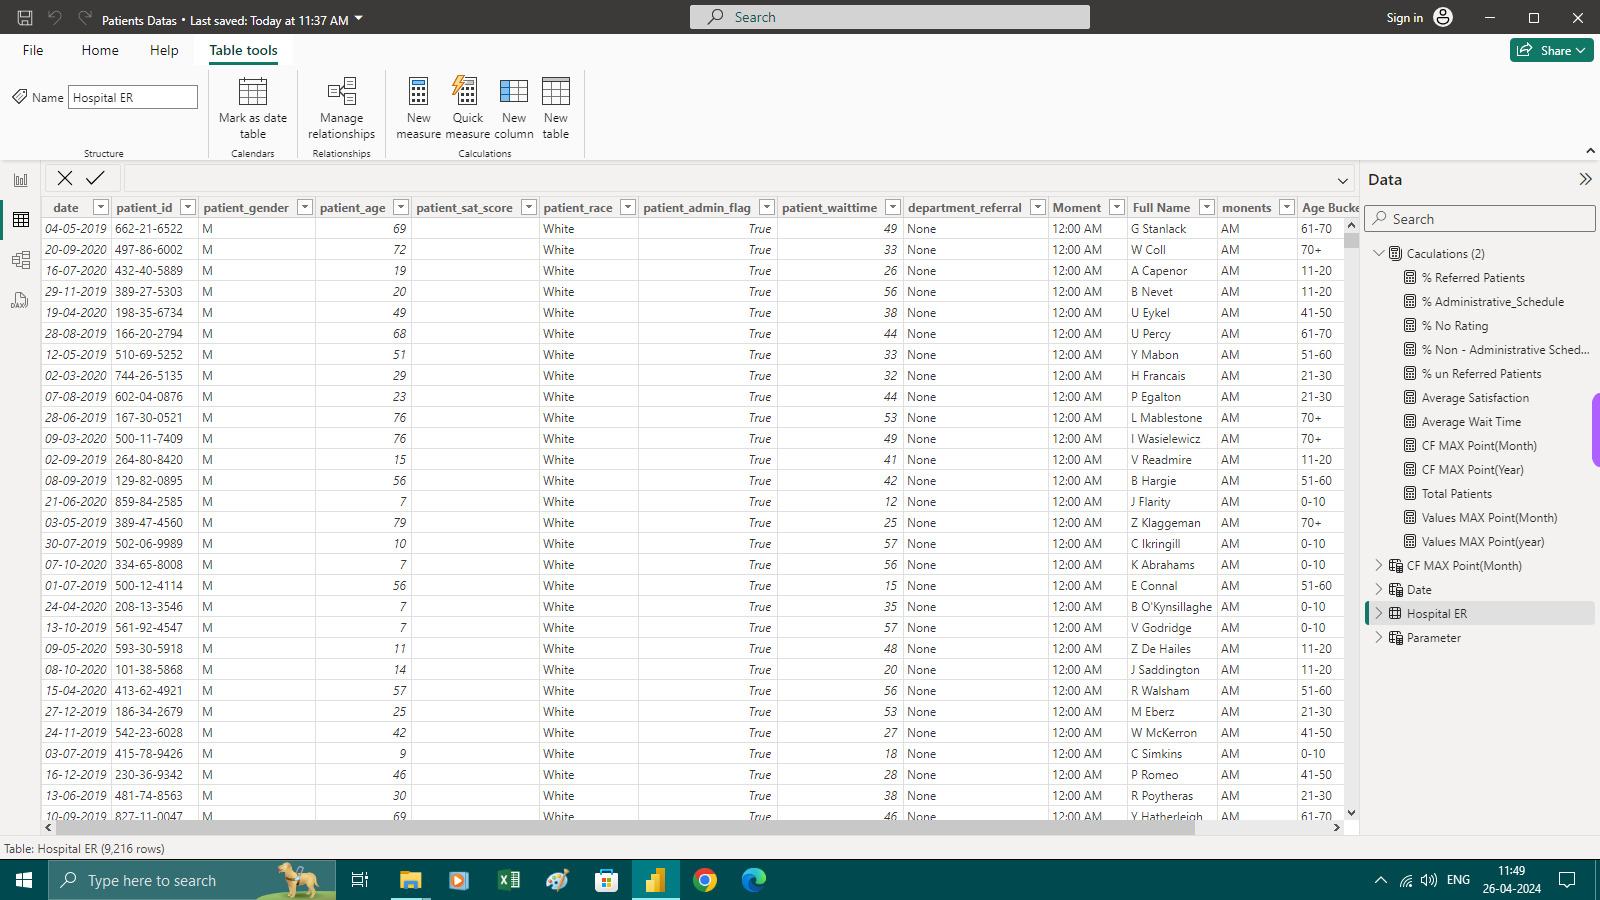 Patients Datas • Last saved: Today at 11:37 AM
Search
Sign in
File Home Help Table tools
Share
Name Hospital ER
Mark as date table
Manage relationships
New measure
Quick measure
New column
New table
Structure Calendars Relationships Calculations
date patient_id patient_gender patient_age patient_sat_score patient_race patient_admin_flag patient_waittime department_referral Moment Full Name monents Age Bucke
04-05-2019 662-21-6522 M 69 White True 49 None 12:00 AM G Stanlack AM 61-70
20-09-2020 497-86-6002 M 72 White True 33 None 12:00 AM W Coll AM 70+
16-07-2020 432-40-5889 M 19 White True 26 None 12:00 AM A Capenor AM 11-20
29-11-2019 389-27-5303 M 20 White True 56 None 12:00 AM B Nevet AM 11-20
19-04-2020 198-35-6734 M 49 White True 38 None 12:00 AM U Eykel AM 41-50
28-08-2019 166-20-2794 M 68 White True 44 None 12:00 AM U Percy AM 61-70
12-05-2019 510-69-5252 M 51 White True 33 None 12:00 AM Y Mabon AM 51-60
02-03-2020 744-26-5135 M 29 White True 32 None 12:00 AM H Francais AM 21-30
07-08-2019 602-04-0876 M 23 White True 44 None 12:00 AM P Egalton AM 21-30
28-06-2019 167-30-0521 M 76 White True 53 None 12:00 AM L Mablestone AM 70+
09-03-2020 500-11-7409 M 76 White True 49 None 12:00 AM I Wasielewicz AM 70+
02-09-2019 264-80-8420 M 15 White True 41 None 12:00 AM V Readmire AM 11-20
08-09-2019 129-82-0895 M 56 White True 42 None 12:00 AM B Hargie AM 51-60
21-06-2020 859-84-2585 M 7 White True 12 None 12:00 AM J Flarity AM 0-10
03-05-2019 389-47-4560 M 79 White True 25 None 12:00 AM Z Klaggeman AM 70+
30-07-2019 502-06-9989 M 10 White True 57 None 12:00 AM C Ikringill AM 0-10
07-10-2020 334-65-8008 M 7 White True 56 None 12:00 AM K Abrahams AM 0-10
01-07-2019 500-12-4114 M 56 White True 15 None 12:00 AM E Connal AM 51-60
24-04-2020 208-13-3546 M 7 White True 35 None 12:00 AM B O'Kynsillaghe AM 0-10
13-10-2019 561-92-4547 M 7 White True 57 None 12:00 AM V Godridge AM 0-10
09-05-2019 593-30-5918 M 11 White True 48 None 12:00 AM Z De Hailes AM 11-20
08-10-2020 101-38-5868 M 14 White True 20 None 12:00 AM J Saddington AM 11-20
15-04-2020 413-62-4921 M 57 White True 56 None 12:00 AM R Walsham AM 51-60
27-12-2019 186-34-2679 M 25 White True 53 None 12:00 AM M Eberz AM 21-30
24-11-2019 542-23-6028 M 42 White True 27 None 12:00 AM W McKerron AM 41-50
03-07-2019 415-78-9426 M 9 White True 18 None 12:00 AM C Simkins AM 0-10
16-12-2019 230-36-9342 M 46 White True 28 None 12:00 AM P Romeo AM 41-50
13-06-2019 481-74-8563 M 30 White True 38 None 12:00 AM R Poytheras AM 21-30
10-09-2019 827-11-0047 M 69 White True 46 None 12:00 AM Y Hatherleigh AM 61-70
Data
Search
Caculations (2)
% Referred Patients
% Administrative_Schedule
% No Rating
% Non - Administrative Sched...
% un Referred Patients
Average Satisfaction
Average Wait Time
CF MAX Point(Month)
CF MAX Point(Year)
Total Patients
Values MAX Point(Month)
Values MAX Point(year)
CF MAX Point(Month)
Date
Hospital ER
Parameter
DAX
Table: Hospital ER (9,216 rows)
Type here to search
ENG
11:49
26-04-2024